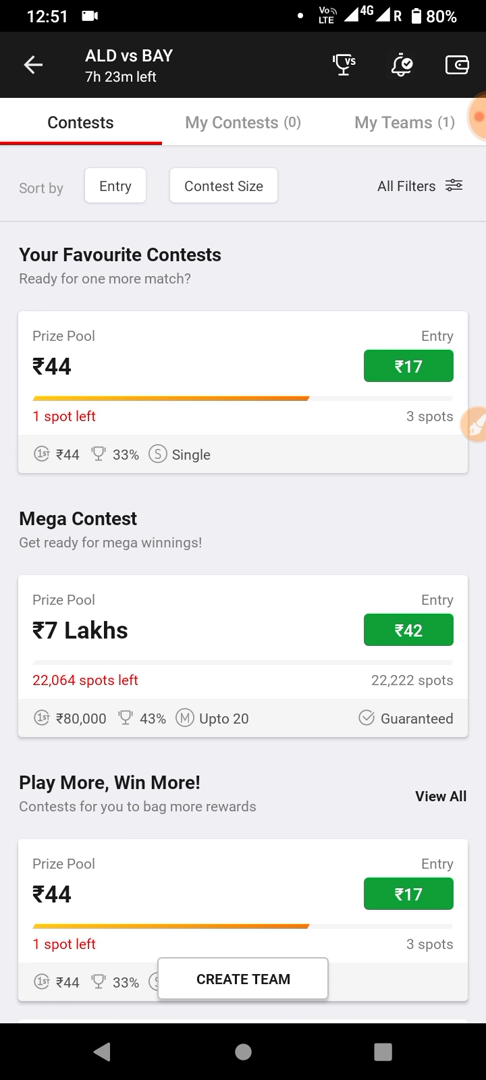 12:51
Vo LTE 4G R 80%
ALD vs BAY
7h 23m left
VS
Contests
My Contests (0)
My Teams (1)
Sort by
Entry
Contest Size
All Filters
Your Favourite Contests
Ready for one more match?
Prize Pool
Entry
₹44
₹17
1 spot left
3 spots
1st ₹44 33% S Single
Mega Contest
Get ready for mega winnings!
Prize Pool
Entry
₹7 Lakhs
₹42
22,064 spots left
22,222 spots
1st ₹80,000 43% M Upto 20
Guaranteed
Play More, Win More!
View All
Contests for you to bag more rewards
Prize Pool
Entry
₹44
₹17
1 spot left
3 spots
1st ₹44 33%
CREATE TEAM